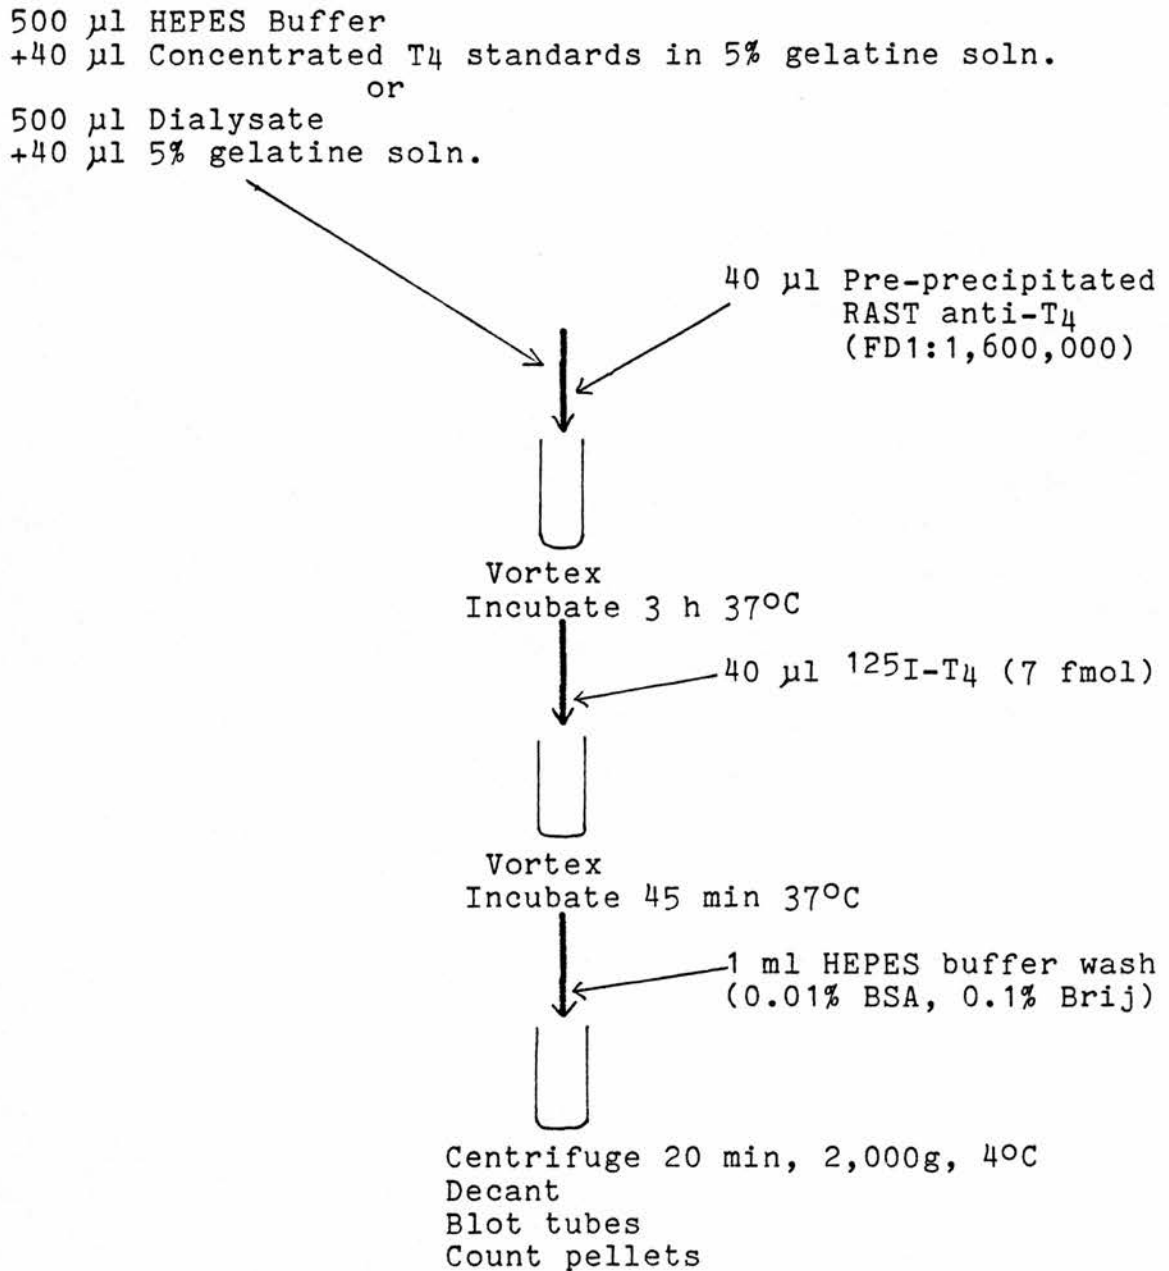 500 µl HEPES Buffer
+40 µl Concentrated T4 standards in 5% gelatine soln.
or
500 µl Dialysate
+40 µl 5% gelatine soln.
40 µl Pre-precipitated
RAST anti-T4
(FD1:1,600,000)
Vortex
Incubate 3 h 37ºC
40 µl 125I-T4 (7 fmol)
Vortex
Incubate 45 min 37ºC
1 ml HEPES buffer wash
(0.01% BSA, 0.1% Brij)
Centrifuge 20 min, 2,000g, 4ºC
Decant
Blot tubes
Count pellets